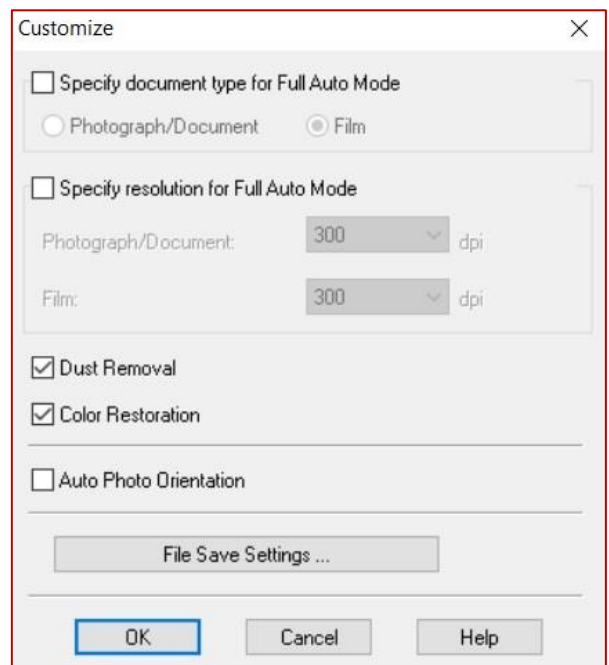 Customize
Specify document type for Full Auto Mode
Photograph/Document Film
Specify resolution for Full Auto Mode
Photograph/Document: 300 dpi
Film: 300 dpi
Dust Removal
Color Restoration
Auto Photo Orientation
File Save Settings ...
OK Cancel Help